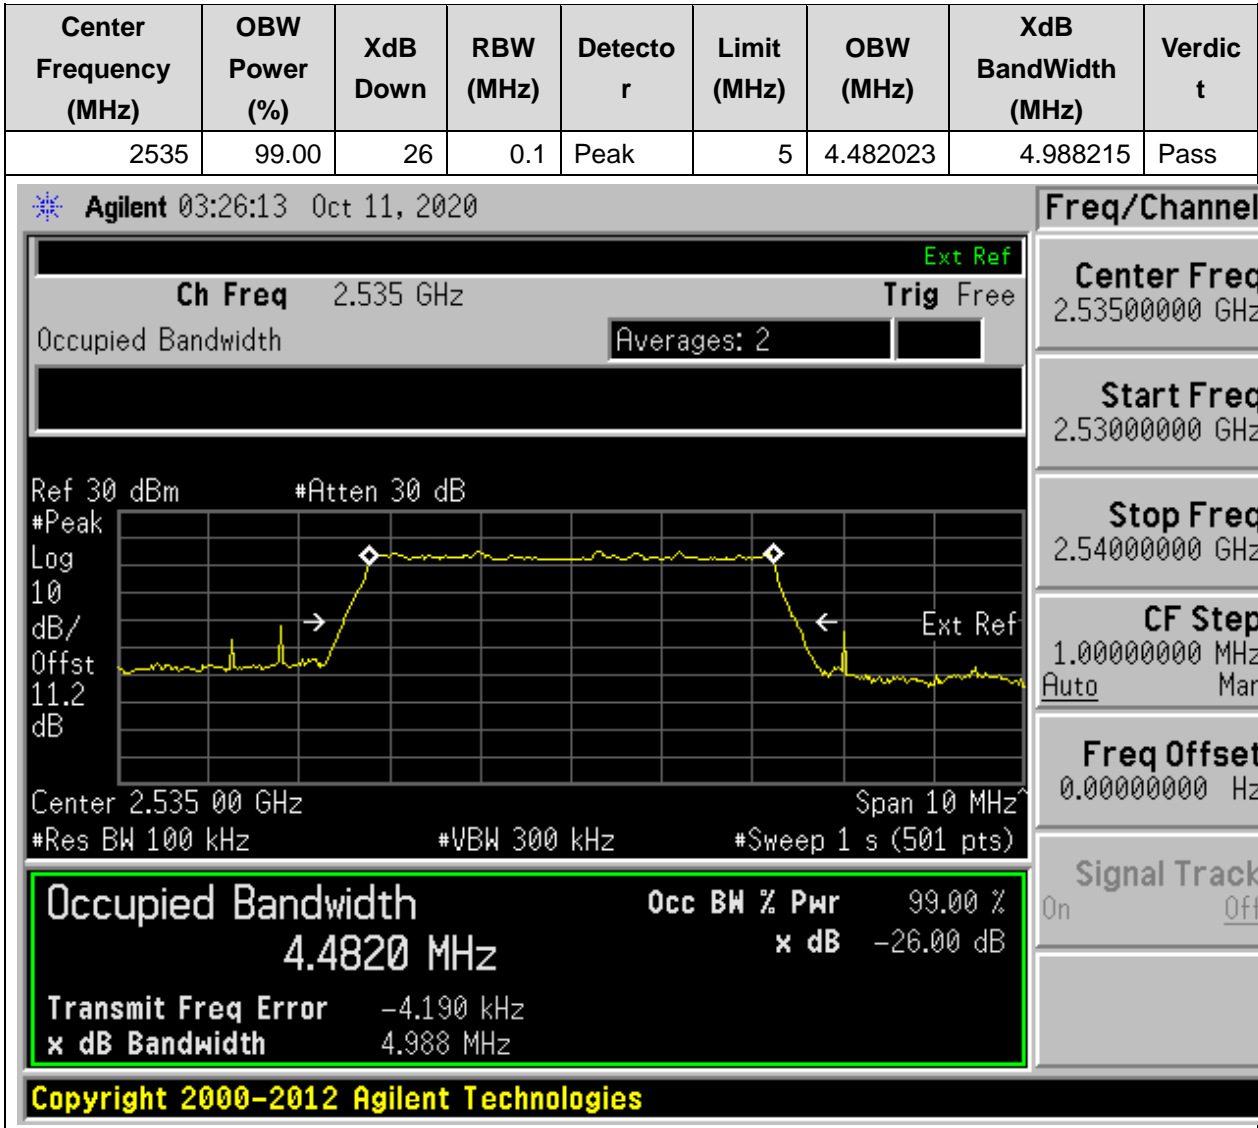 Center Frequency (MHz) OBW Power (%) XdB Down RBW (MHz) Detecto r Limit (MHz) OBW (MHz) XdB BandWidth (MHz) Verdic t
2535 99.00 26 0.1 Peak 5 4.482023 4.988215 Pass
Agilent 03:26:13 Oct 11, 2020
Ext Ref
Ch Freq 2.535 GHz Trig Free
Occupied Bandwidth Averages: 2
Ref 30 dBm #Atten 30 dB
#Peak
Log
10
dB/
Offst
11.2
dB
Ext Ref
Center 2.535 00 GHz Span 10 MHz^
#Res BW 100 kHz #VBW 300 kHz #Sweep 1 s (501 pts)
Occupied Bandwidth Occ BW % Pwr 99.00 %
4.4820 MHz x dB -26.00 dB
Transmit Freq Error -4.190 kHz
x dB Bandwidth 4.988 MHz
Copyright 2000-2012 Agilent Technologies
Freq/Channel
Center Freq
2.53500000 GHz
Start Freq
2.53000000 GHz
Stop Freq
2.54000000 GHz
CF Step
1.00000000 MHz
Auto Man
Freq Offset
0.00000000 Hz
Signal Track
On Off